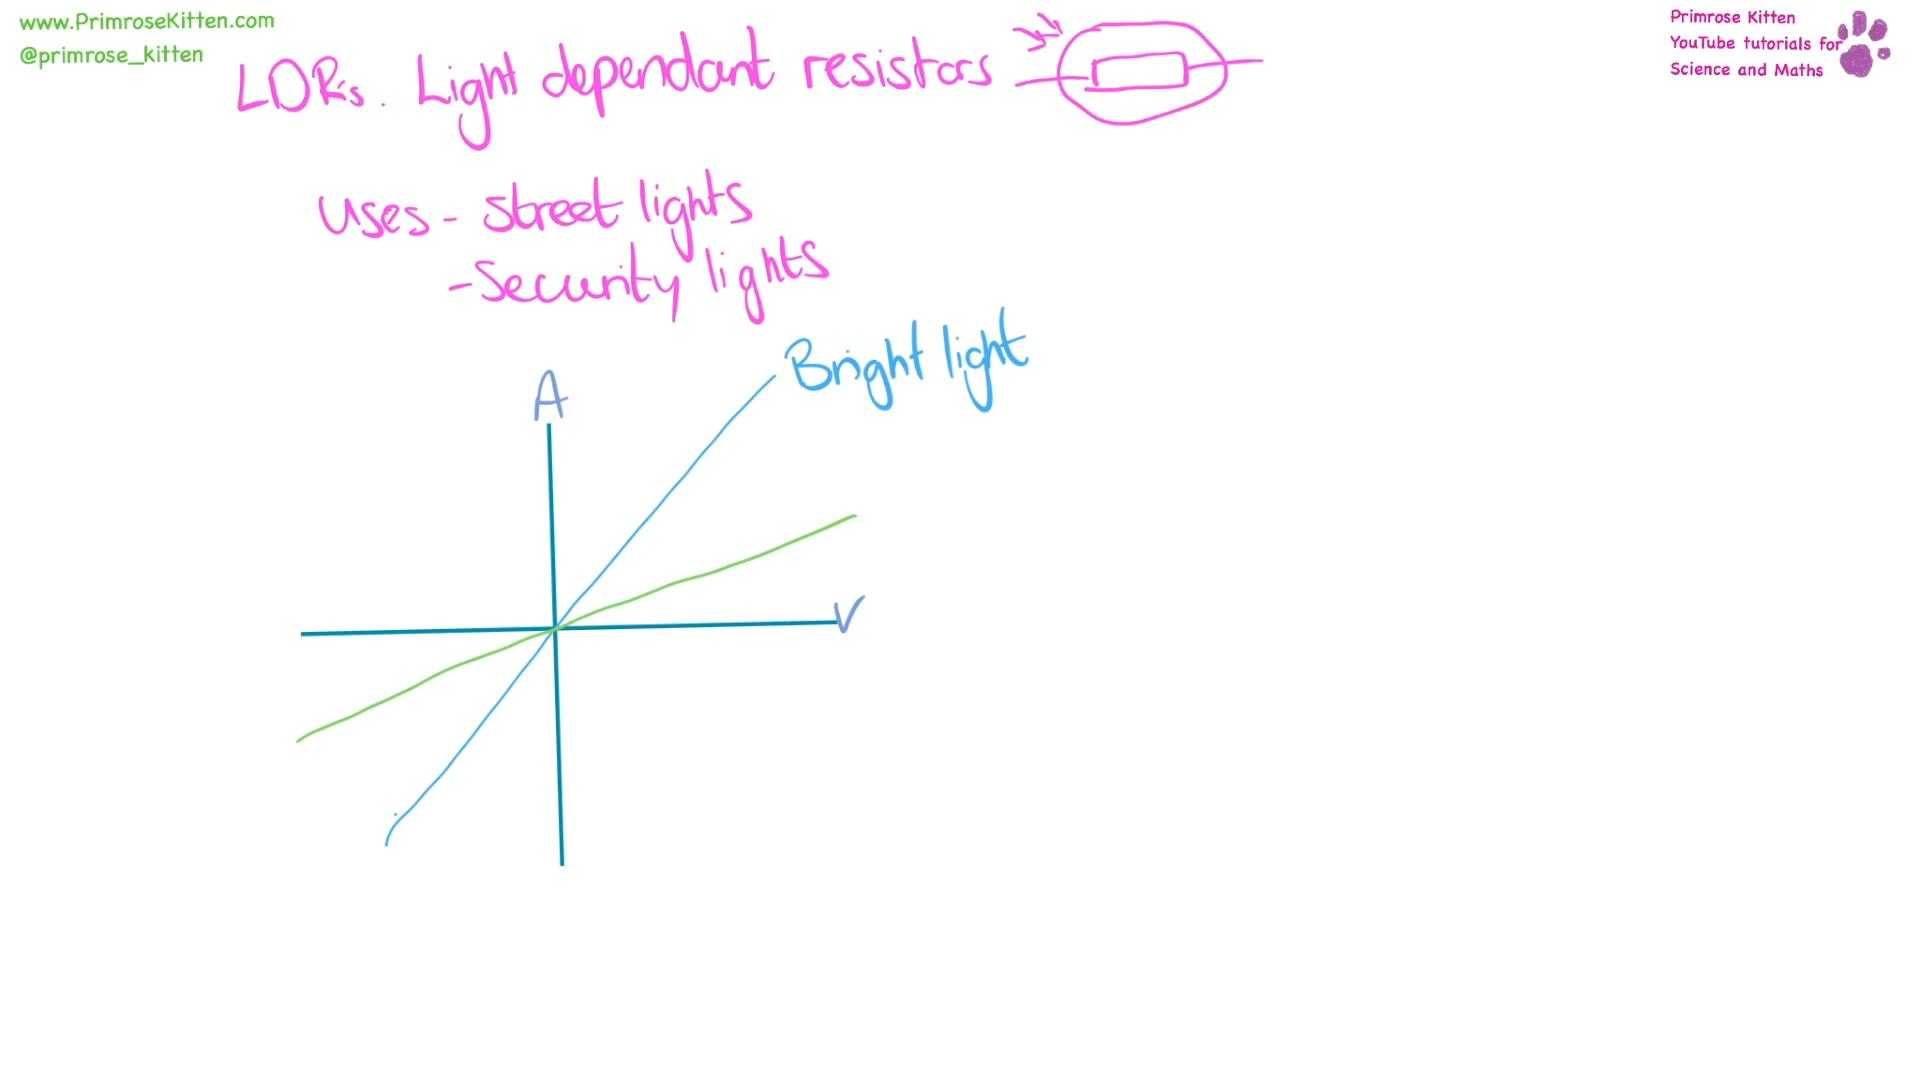 www.PrimroseKitten.com
@primrose_kitten
Primrose Kitten
YouTube tutorials for
Science and Maths
LDRs. Light dependant resistors
Uses - street lights
- Security lights
Bright light
A
V